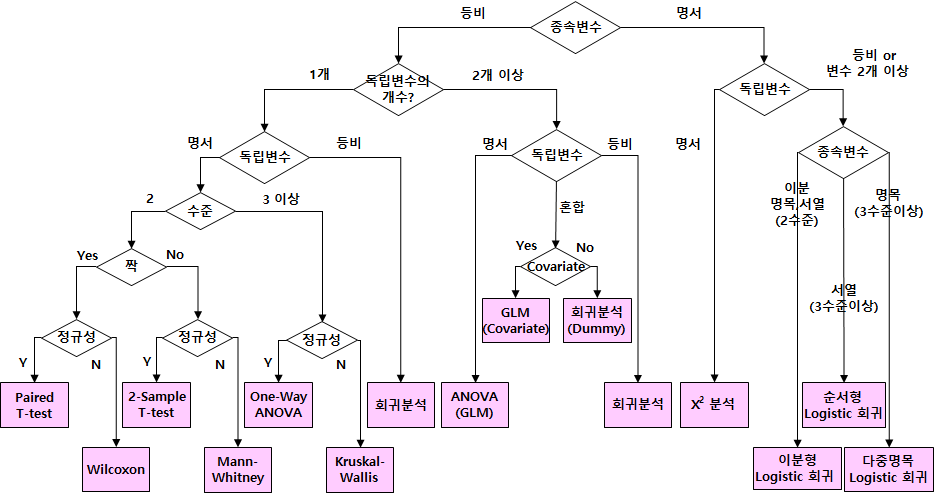 등비
종속변수
명서
등비 or
변수 2개 이상
1개
독립변수의
개수?
2개 이상
독립변수
명서
독립변수
등비
명서
독립변수
등비
명서
종속변수
이분
명목,서열
(2수준)
명목
(3수준이상)
2
수준
3 이상
혼합
Yes
짝
No
Yes
No
Covariate
서열
(3수준이상)
GLM
(Covariate)
회귀분석
(Dummy)
정규성
정규성
정규성
Y
N
Y
N
Y
N
Paired
T-test
2-Sample
T-test
One-Way
ANOVA
회귀분석
ANOVA
(GLM)
회귀분석
X² 분석
순서형
Logistic 회귀
Wilcoxon
Mann-
Whitney
Kruskal-
Wallis
이분형
Logistic 회귀
다중명목
Logistic 회귀